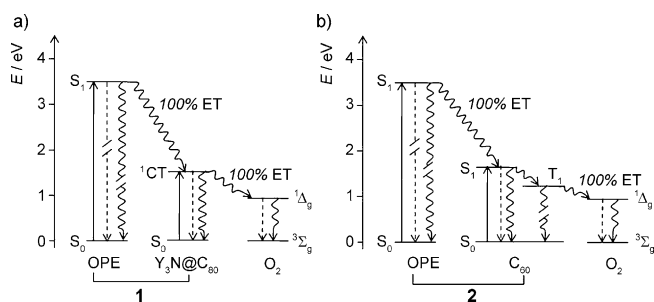 a)
E / eV
4
3
2
1
0
S1
100% ET
1CT
100% ET
1Δg
S0
S0
3Σg
OPE
Y3N@C80
O2
1
b)
E / eV
4
3
2
1
0
S1
100% ET
S1
T1
100% ET
1Δg
S0
S0
3Σg
OPE
C60
O2
2